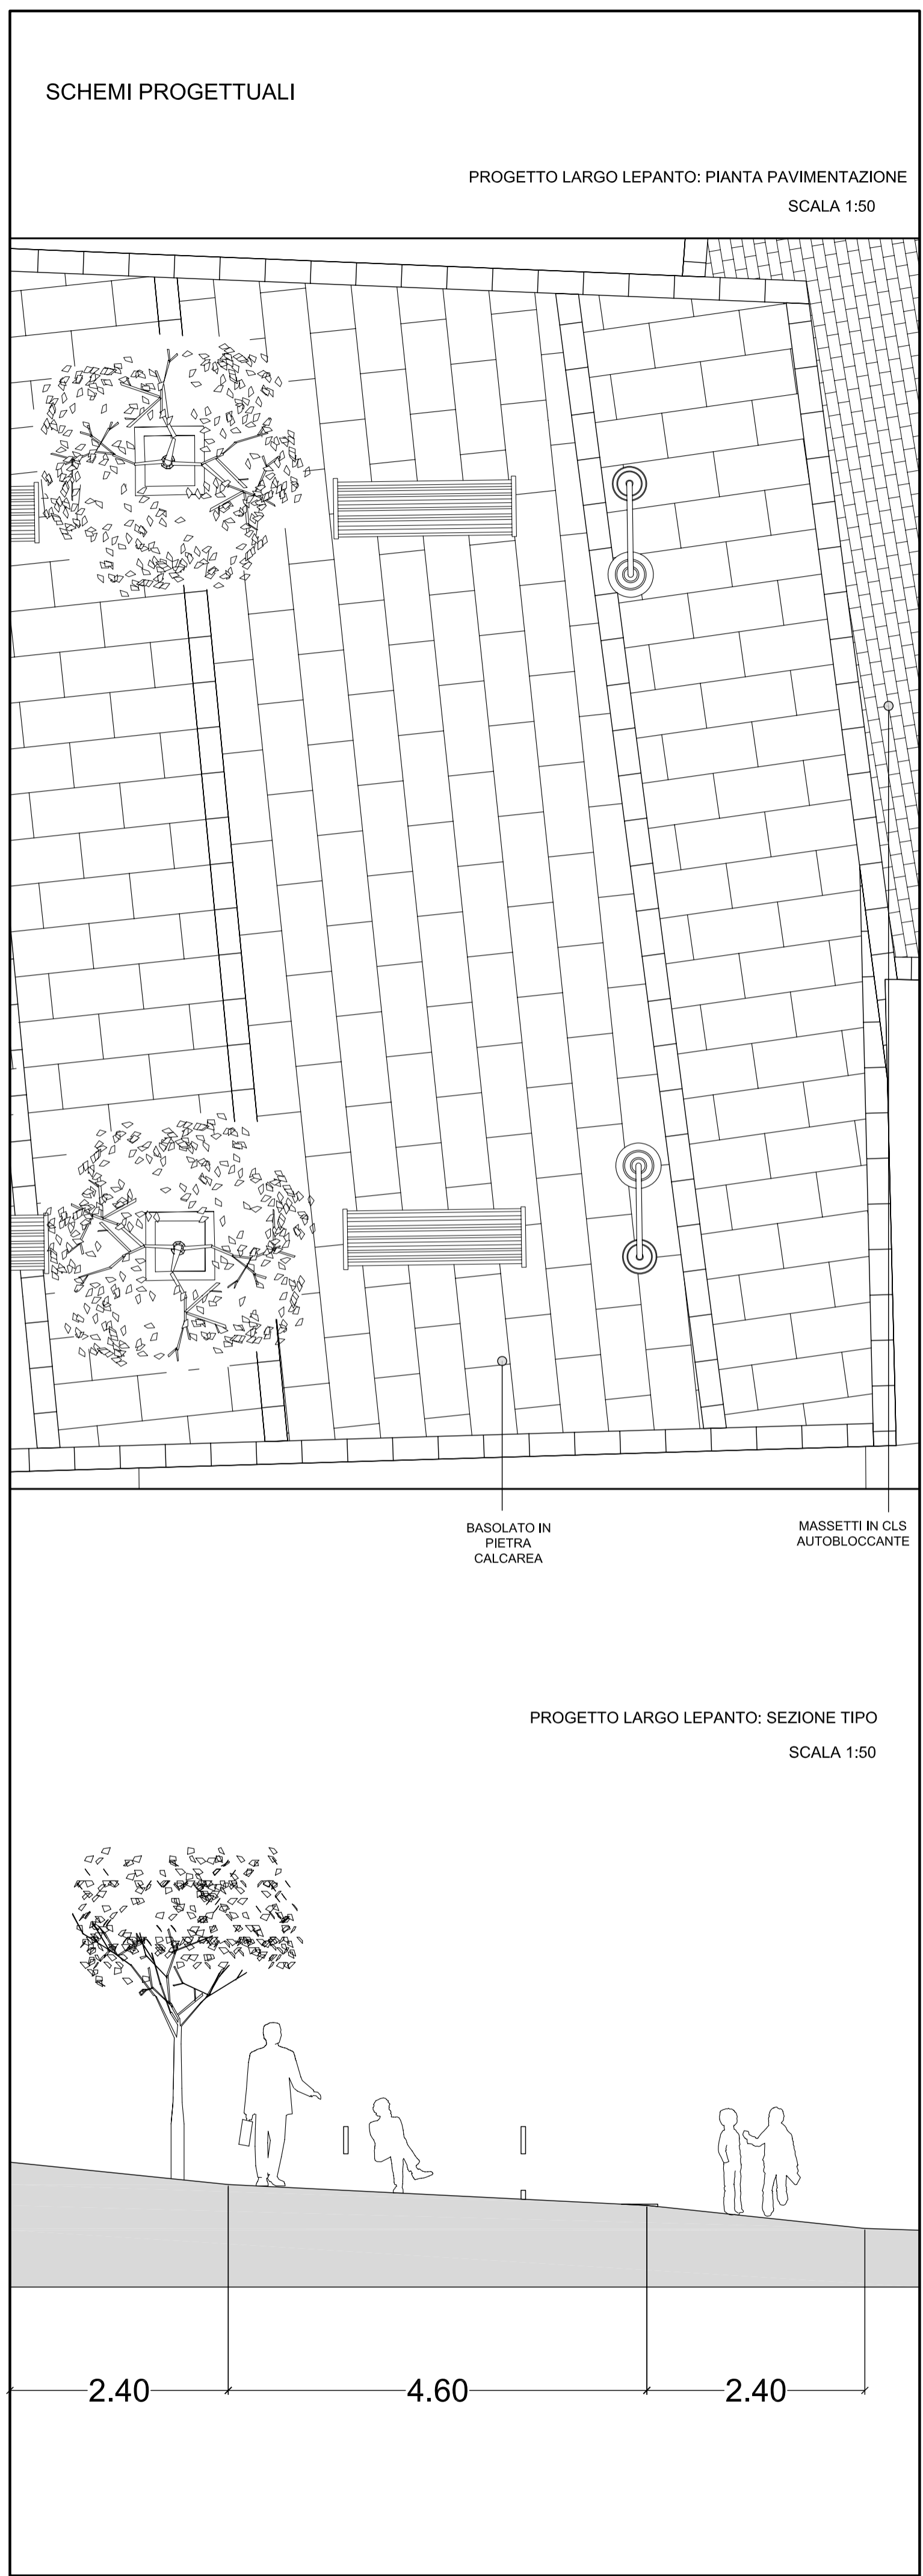 SCHEMI PROGETTUALI
PROGETTO LARGO LEPANTO: PIANTA PAVIMENTAZIONE
SCALA 1:50
BASOLATO IN
PIETRA
CALCAREA
MASSETTI IN CLS
AUTOBLOCCANTE
PROGETTO LARGO LEPANTO: SEZIONE TIPO
SCALA 1:50
2.40
4.60
2.40